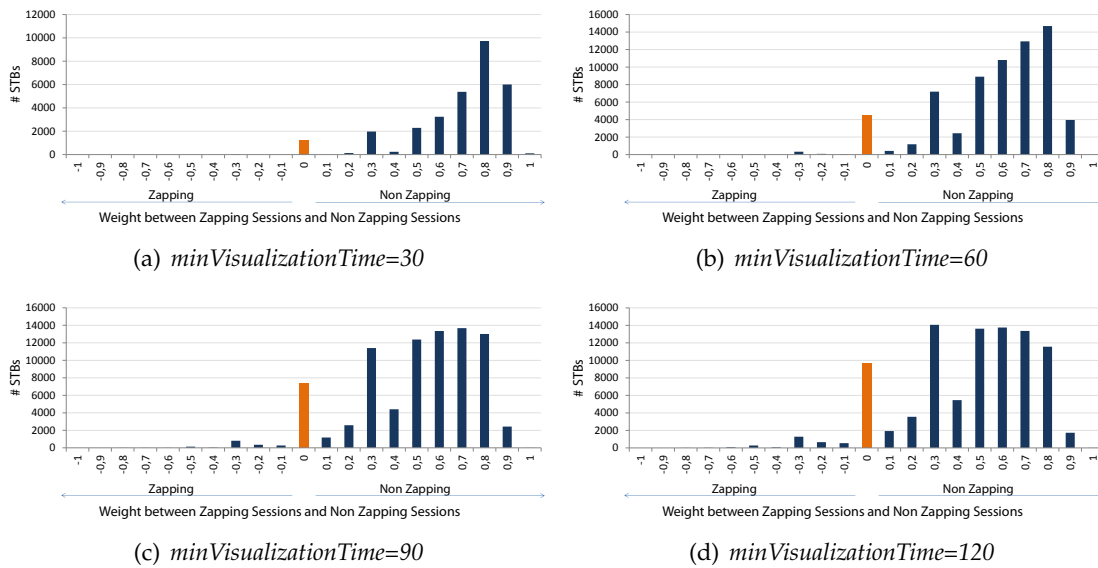 12000
10000
8000
6000
4000
2000
0
# STBs
-1 -0,9 -0,8 -0,7 -0,6 -0,5 -0,4 -0,3 -0,2 -0,1 0 0,1 0,2 0,3 0,4 0,5 0,6 0,7 0,8 0,9 1
Zapping Non Zapping
Weight between Zapping Sessions and Non Zapping Sessions
(a) minVisualizationTime=30
16000
14000
12000
10000
8000
6000
4000
2000
0
# STBs
-1 -0,9 -0,8 -0,7 -0,6 -0,5 -0,4 -0,3 -0,2 -0,1 0 0,1 0,2 0,3 0,4 0,5 0,6 0,7 0,8 0,9 1
Zapping Non Zapping
Weight between Zapping Sessions and Non Zapping Sessions
(b) minVisualizationTime=60
16000
14000
12000
10000
8000
6000
4000
2000
0
# STBs
-1 -0,9 -0,8 -0,7 -0,6 -0,5 -0,4 -0,3 -0,2 -0,1 0 0,1 0,2 0,3 0,4 0,5 0,6 0,7 0,8 0,9 1
Zapping Non Zapping
Weight between Zapping Sessions and Non Zapping Sessions
(c) minVisualizationTime=90
16000
14000
12000
10000
8000
6000
4000
2000
0
# STBs
-1 -0,9 -0,8 -0,7 -0,6 -0,5 -0,4 -0,3 -0,2 -0,1 0 0,1 0,2 0,3 0,4 0,5 0,6 0,7 0,8 0,9 1
Zapping Non Zapping
Weight between Zapping Sessions and Non Zapping Sessions
(d) minVisualizationTime=120